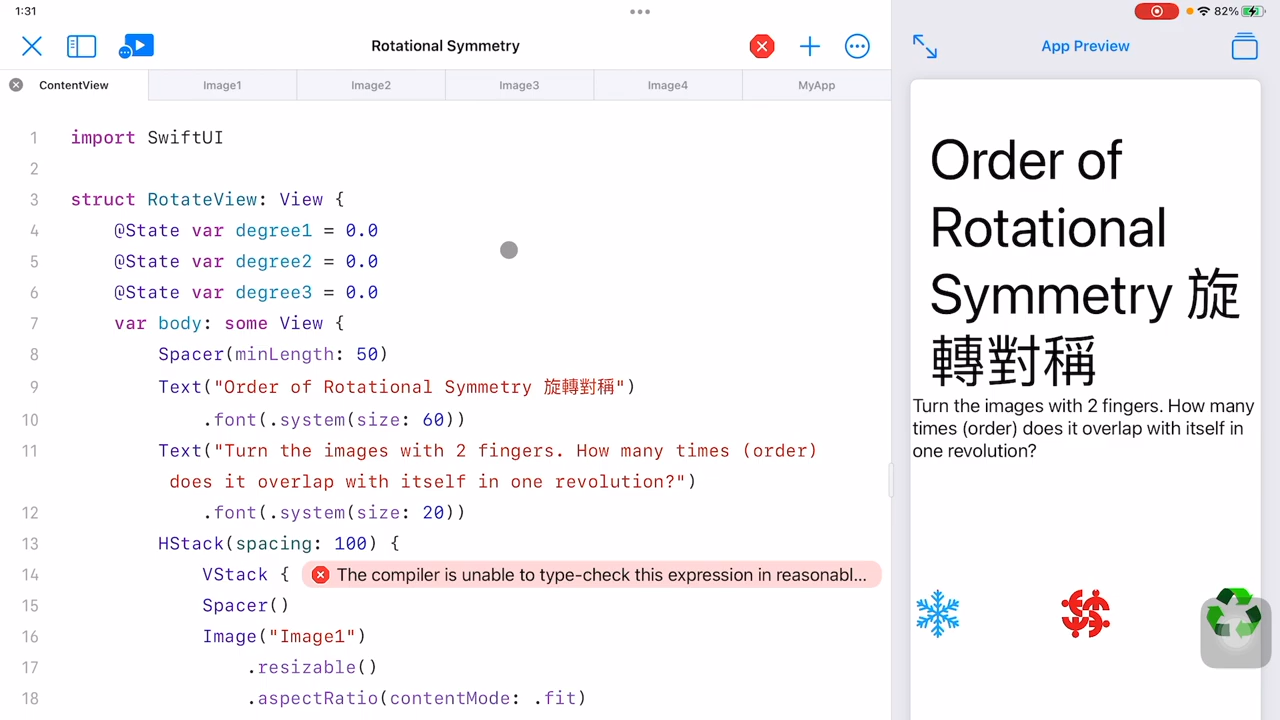 1:31
82%
Rotational Symmetry
App Preview
ContentView
Image1
Image2
Image3
Image4
MyApp
1 import SwiftUI
2
3 struct RotateView: View {
4 @State var degree1 = 0.0
5 @State var degree2 = 0.0
6 @State var degree3 = 0.0
7 var body: some View {
8 Spacer(minLength: 50)
9 Text("Order of Rotational Symmetry 旋轉對稱")
10 .font(.system(size: 60))
11 Text("Turn the images with 2 fingers. How many times (order)
does it overlap with itself in one revolution?")
12 .font(.system(size: 20))
13 HStack(spacing: 100) {
14 VStack { The compiler is unable to type-check this expression in reasonabl...
15 Spacer()
16 Image("Image1")
17 .resizable()
18 .aspectRatio(contentMode: .fit)
Order of
Rotational
Symmetry 旋
轉對稱
Turn the images with 2 fingers. How many
times (order) does it overlap with itself in
one revolution?